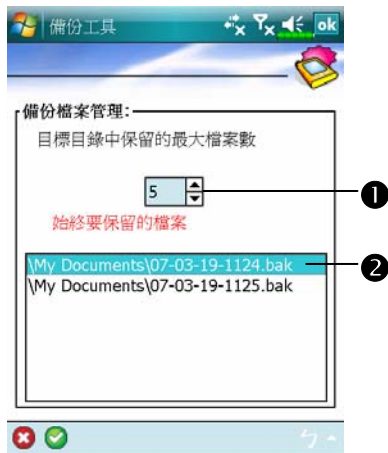 備份工具
ok
備份檔案管理:
目標目錄中保留的最大檔案數
5
❶
始終要保留的檔案
\My Documents\07-03-19-1124.bak
❷
\My Documents\07-03-19-1125.bak
ㄅ